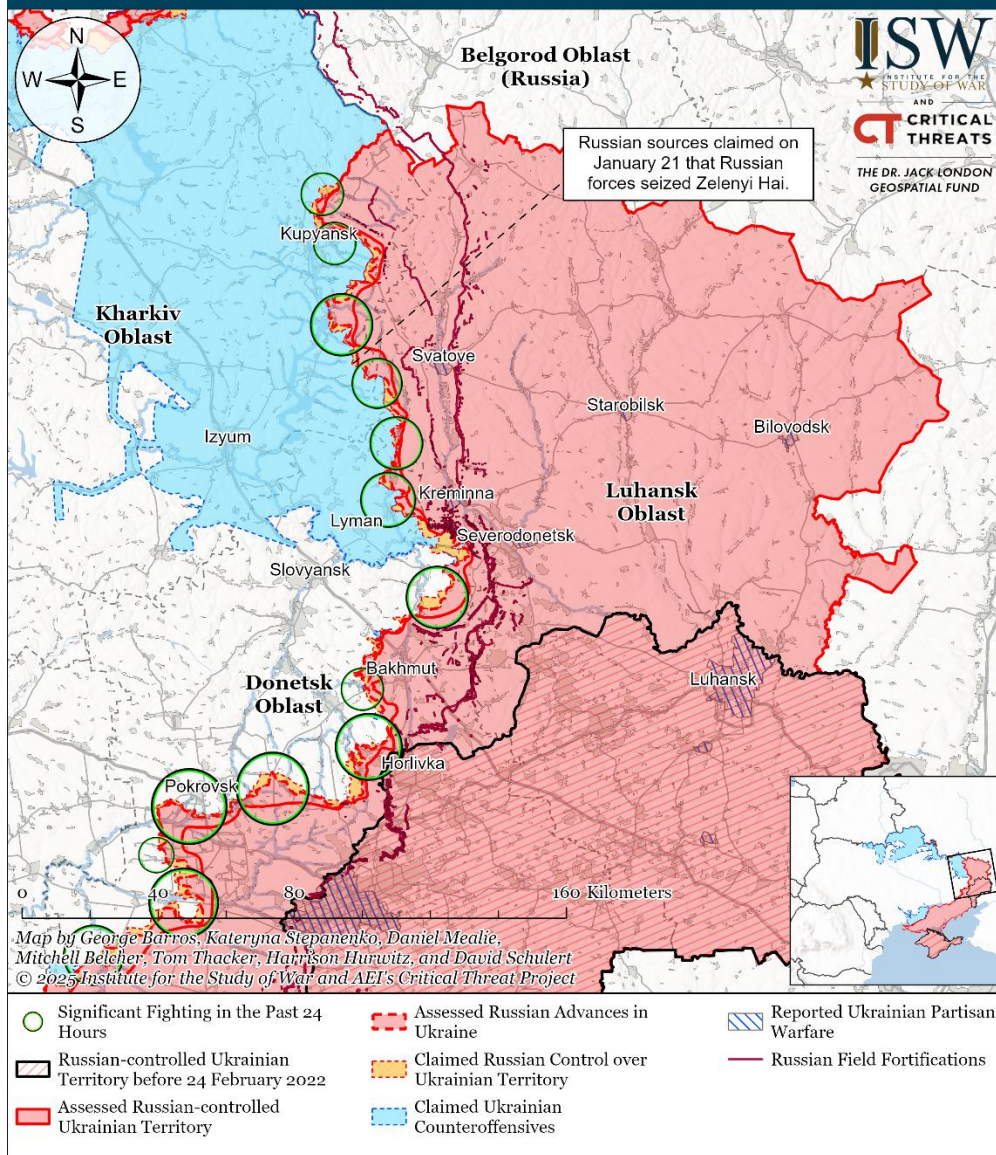 N
W E
S
Belgorod Oblast
(Russia)
ISW
INSTITUTE FOR THE
STUDY OF WAR
AND
CT CRITICAL
THREATS
THE DR. JACK LONDON
GEOSPATIAL FUND
Russian sources claimed on
January 21 that Russian
forces seized Zelenyi Hai.
Kupyansk
Kharkiv
Oblast
Svatove
Starobilsk
Bilovodsk
Izyum
Kreminna
Luhansk
Oblast
Lyman
Severodonetsk
Slovyansk
Bakhmut
Luhansk
Donetsk
Oblast
Horlivka
Pokrovsk
0 40 80 160 Kilometers
Map by George Barros, Kateryna Stepanenko, Daniel Mealie,
Mitchell Belcher, Tom Thacker, Harrison Hurwitz, and David Schulert
© 2025 Institute for the Study of War and AEI's Critical Threat Project
Significant Fighting in the Past 24
Hours
Russian-controlled Ukrainian
Territory before 24 February 2022
Assessed Russian-controlled
Ukrainian Territory
Assessed Russian Advances in
Ukraine
Claimed Russian Control over
Ukrainian Territory
Claimed Ukrainian
Counteroffensives
Reported Ukrainian Partisan
Warfare
Russian Field Fortifications